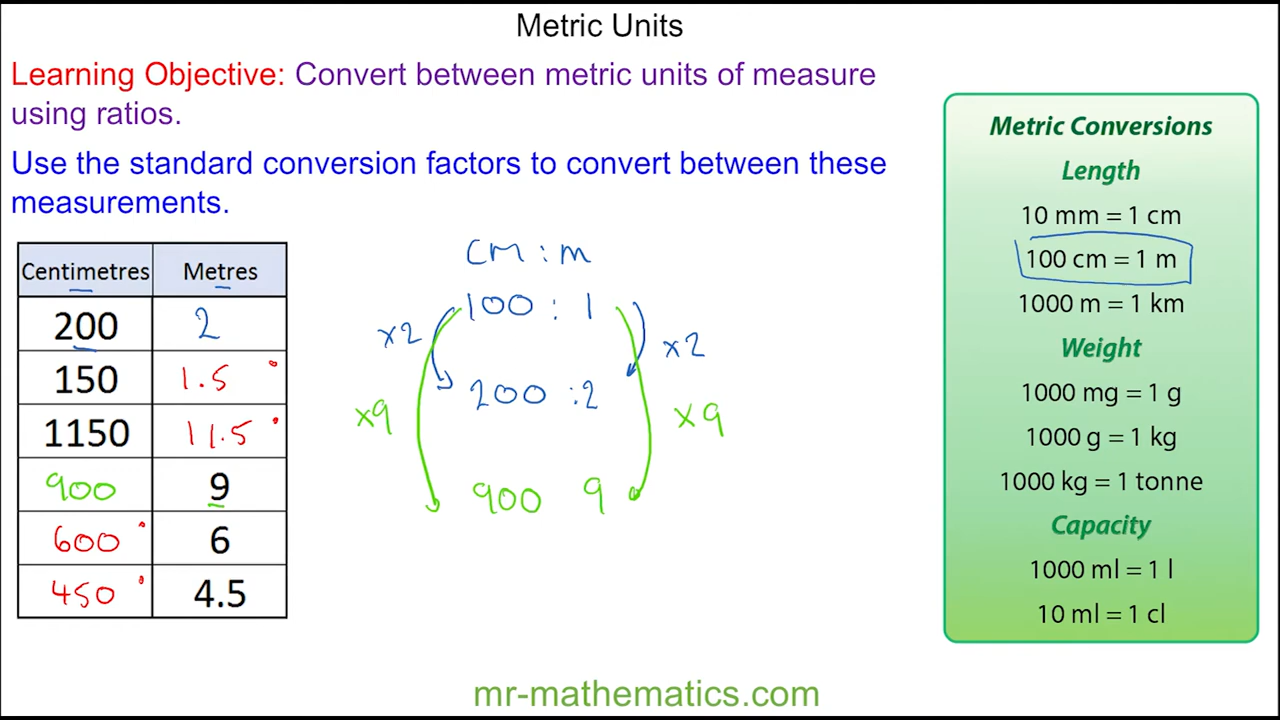 Metric Units
Learning Objective: Convert between metric units of measure
using ratios.
Use the standard conversion factors to convert between these
measurements.
Centimetres Metres
200 2
150 1.5
1150 11.5
900 9
600 6
450 4.5
cm : m
100 : 1
x2 x2
200 : 2
x9 x9
900 9
Metric Conversions
Length
10 mm = 1 cm
100 cm = 1 m
1000 m = 1 km
Weight
1000 mg = 1 g
1000 g = 1 kg
1000 kg = 1 tonne
Capacity
1000 ml = 1 l
10 ml = 1 cl
mr-mathematics.com